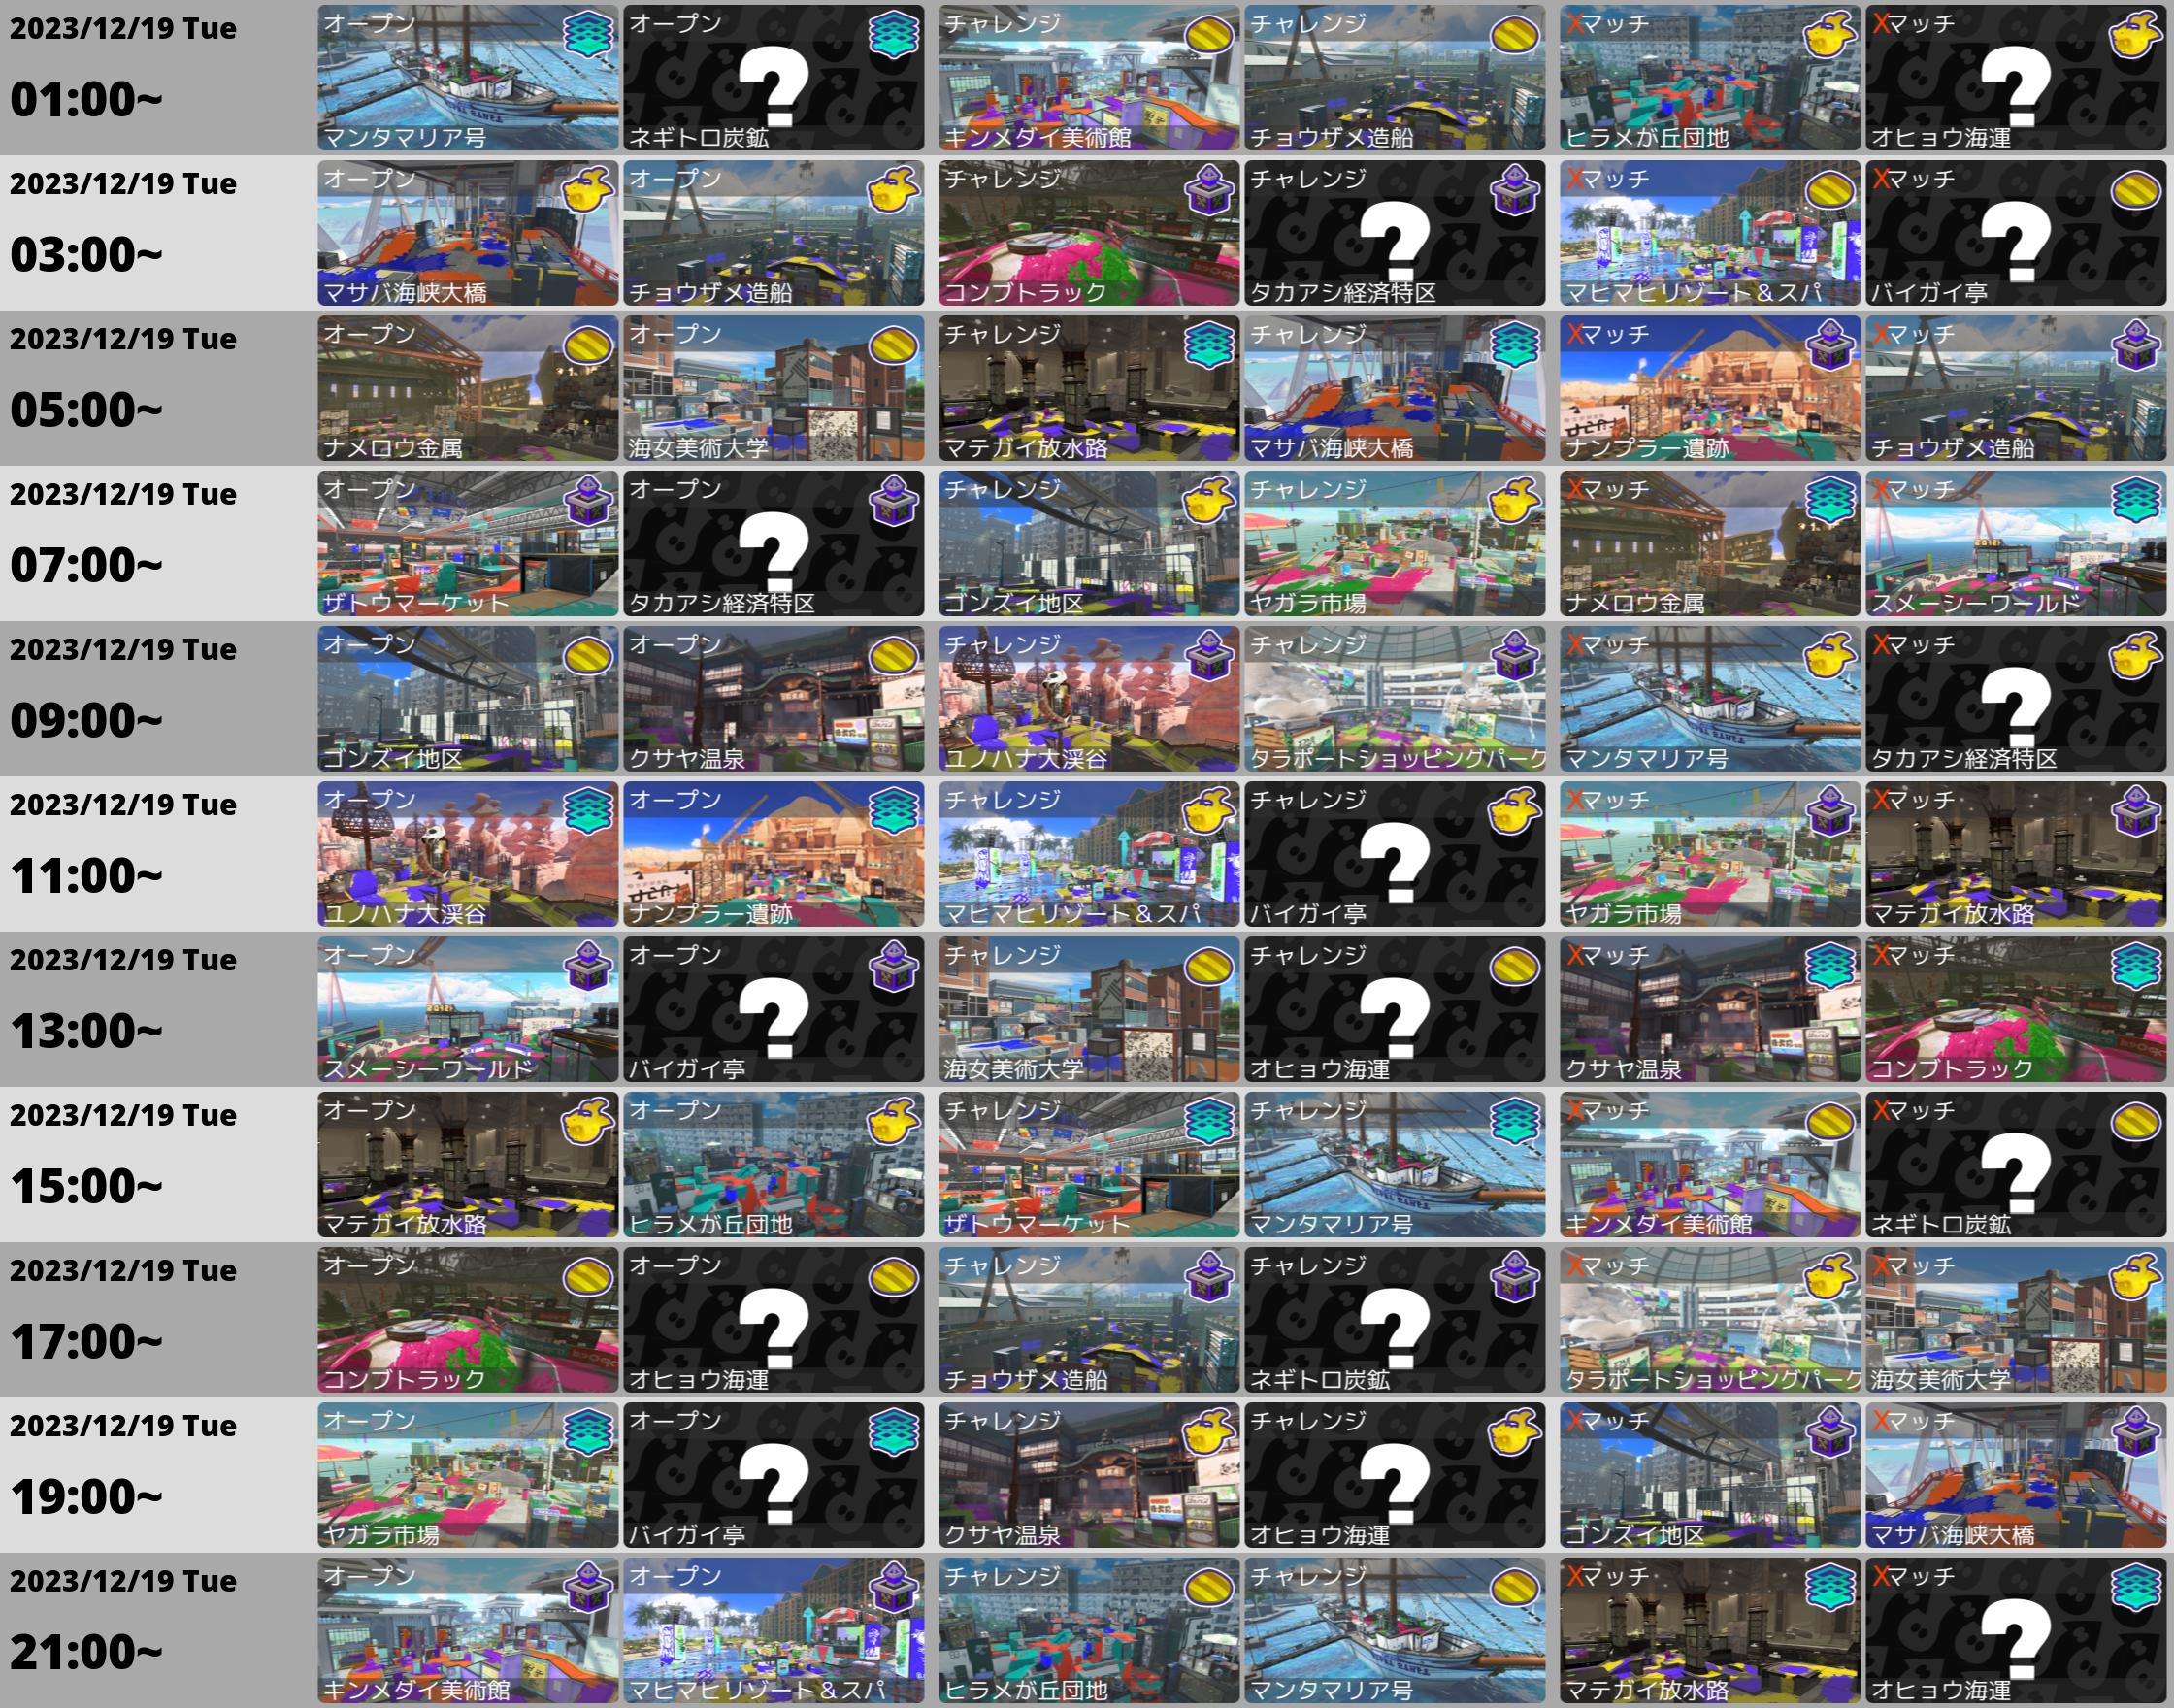 2023/12/19 Tue
01:00~
オープン
マンタマリア号
オープン
ネギトロ炭鉱
チャレンジ
キンメダイ美術館
チャレンジ
チョウザメ造船
Xマッチ
ヒラメが丘団地
Xマッチ
オヒョウ海運
2023/12/19 Tue
03:00~
オープン
マサバ海峡大橋
オープン
チョウザメ造船
チャレンジ
コンブトラック
チャレンジ
タカアシ経済特区
Xマッチ
マヒマヒリゾート＆スパ
Xマッチ
バイガイ亭
2023/12/19 Tue
05:00~
オープン
ナメロウ金属
オープン
海女美術大学
チャレンジ
マテガイ放水路
チャレンジ
マサバ海峡大橋
Xマッチ
ナンプラー遺跡
Xマッチ
チョウザメ造船
2023/12/19 Tue
07:00~
オープン
ザトウマーケット
オープン
タカアシ経済特区
チャレンジ
ゴンズイ地区
チャレンジ
ヤガラ市場
Xマッチ
ナメロウ金属
Xマッチ
スメーシーワールド
2023/12/19 Tue
09:00~
オープン
ゴンズイ地区
オープン
クサヤ温泉
チャレンジ
ユノハナ大渓谷
チャレンジ
タラポートショッピングパーク
Xマッチ
マンタマリア号
Xマッチ
タカアシ経済特区
2023/12/19 Tue
11:00~
オープン
ユノハナ大渓谷
オープン
ナンプラー遺跡
チャレンジ
マヒマヒリゾート＆スパ
チャレンジ
バイガイ亭
Xマッチ
ヤガラ市場
Xマッチ
マテガイ放水路
2023/12/19 Tue
13:00~
オープン
スメーシーワールド
オープン
バイガイ亭
チャレンジ
海女美術大学
チャレンジ
オヒョウ海運
Xマッチ
クサヤ温泉
Xマッチ
コンブトラック
2023/12/19 Tue
15:00~
オープン
マテガイ放水路
オープン
ヒラメが丘団地
チャレンジ
ザトウマーケット
チャレンジ
マンタマリア号
Xマッチ
キンメダイ美術館
Xマッチ
ネギトロ炭鉱
2023/12/19 Tue
17:00~
オープン
コンブトラック
オープン
オヒョウ海運
チャレンジ
チョウザメ造船
チャレンジ
ネギトロ炭鉱
Xマッチ
タラポートショッピングパーク
Xマッチ
海女美術大学
2023/12/19 Tue
19:00~
オープン
ヤガラ市場
オープン
バイガイ亭
チャレンジ
クサヤ温泉
チャレンジ
オヒョウ海運
Xマッチ
ゴンズイ地区
Xマッチ
マサバ海峡大橋
2023/12/19 Tue
21:00~
オープン
キンメダイ美術館
オープン
マヒマヒリゾート＆スパ
チャレンジ
ヒラメが丘団地
チャレンジ
マンタマリア号
Xマッチ
マテガイ放水路
Xマッチ
オヒョウ海運